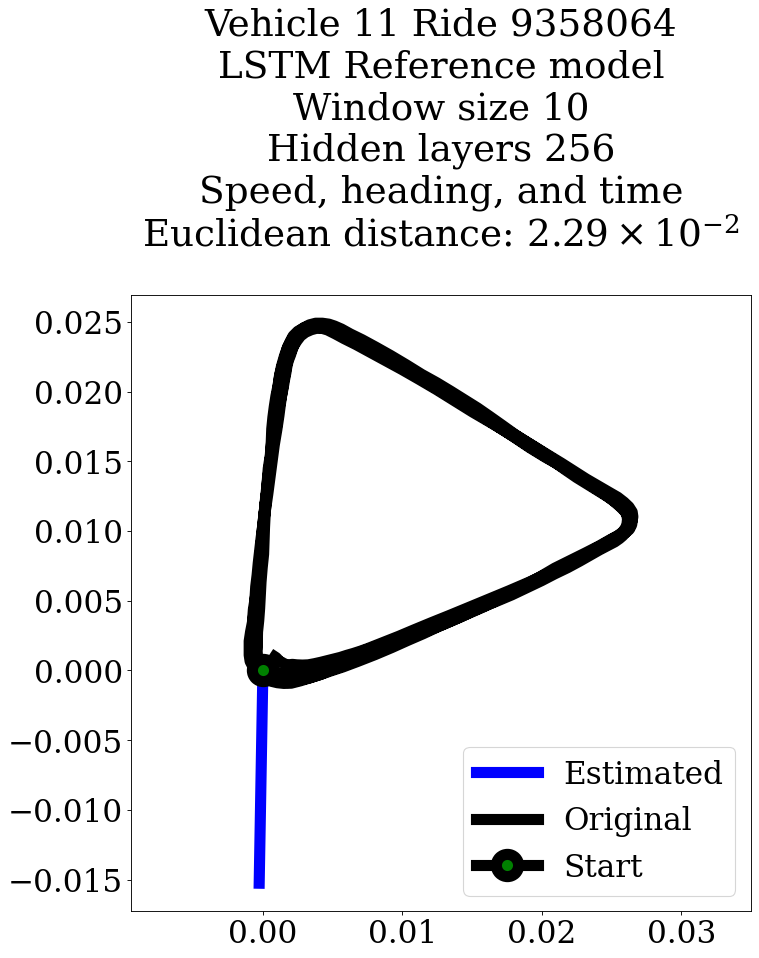 Vehicle 11 Ride 9358064
LSTM Reference model
Window size 10
Hidden layers 256
Speed, heading, and time
Euclidean distance: 2.29 × 10⁻²
0.025
0.020
0.015
0.010
0.005
0.000
−0.005
−0.010
−0.015
Estimated
Original
Start
0.00 0.01 0.02 0.03